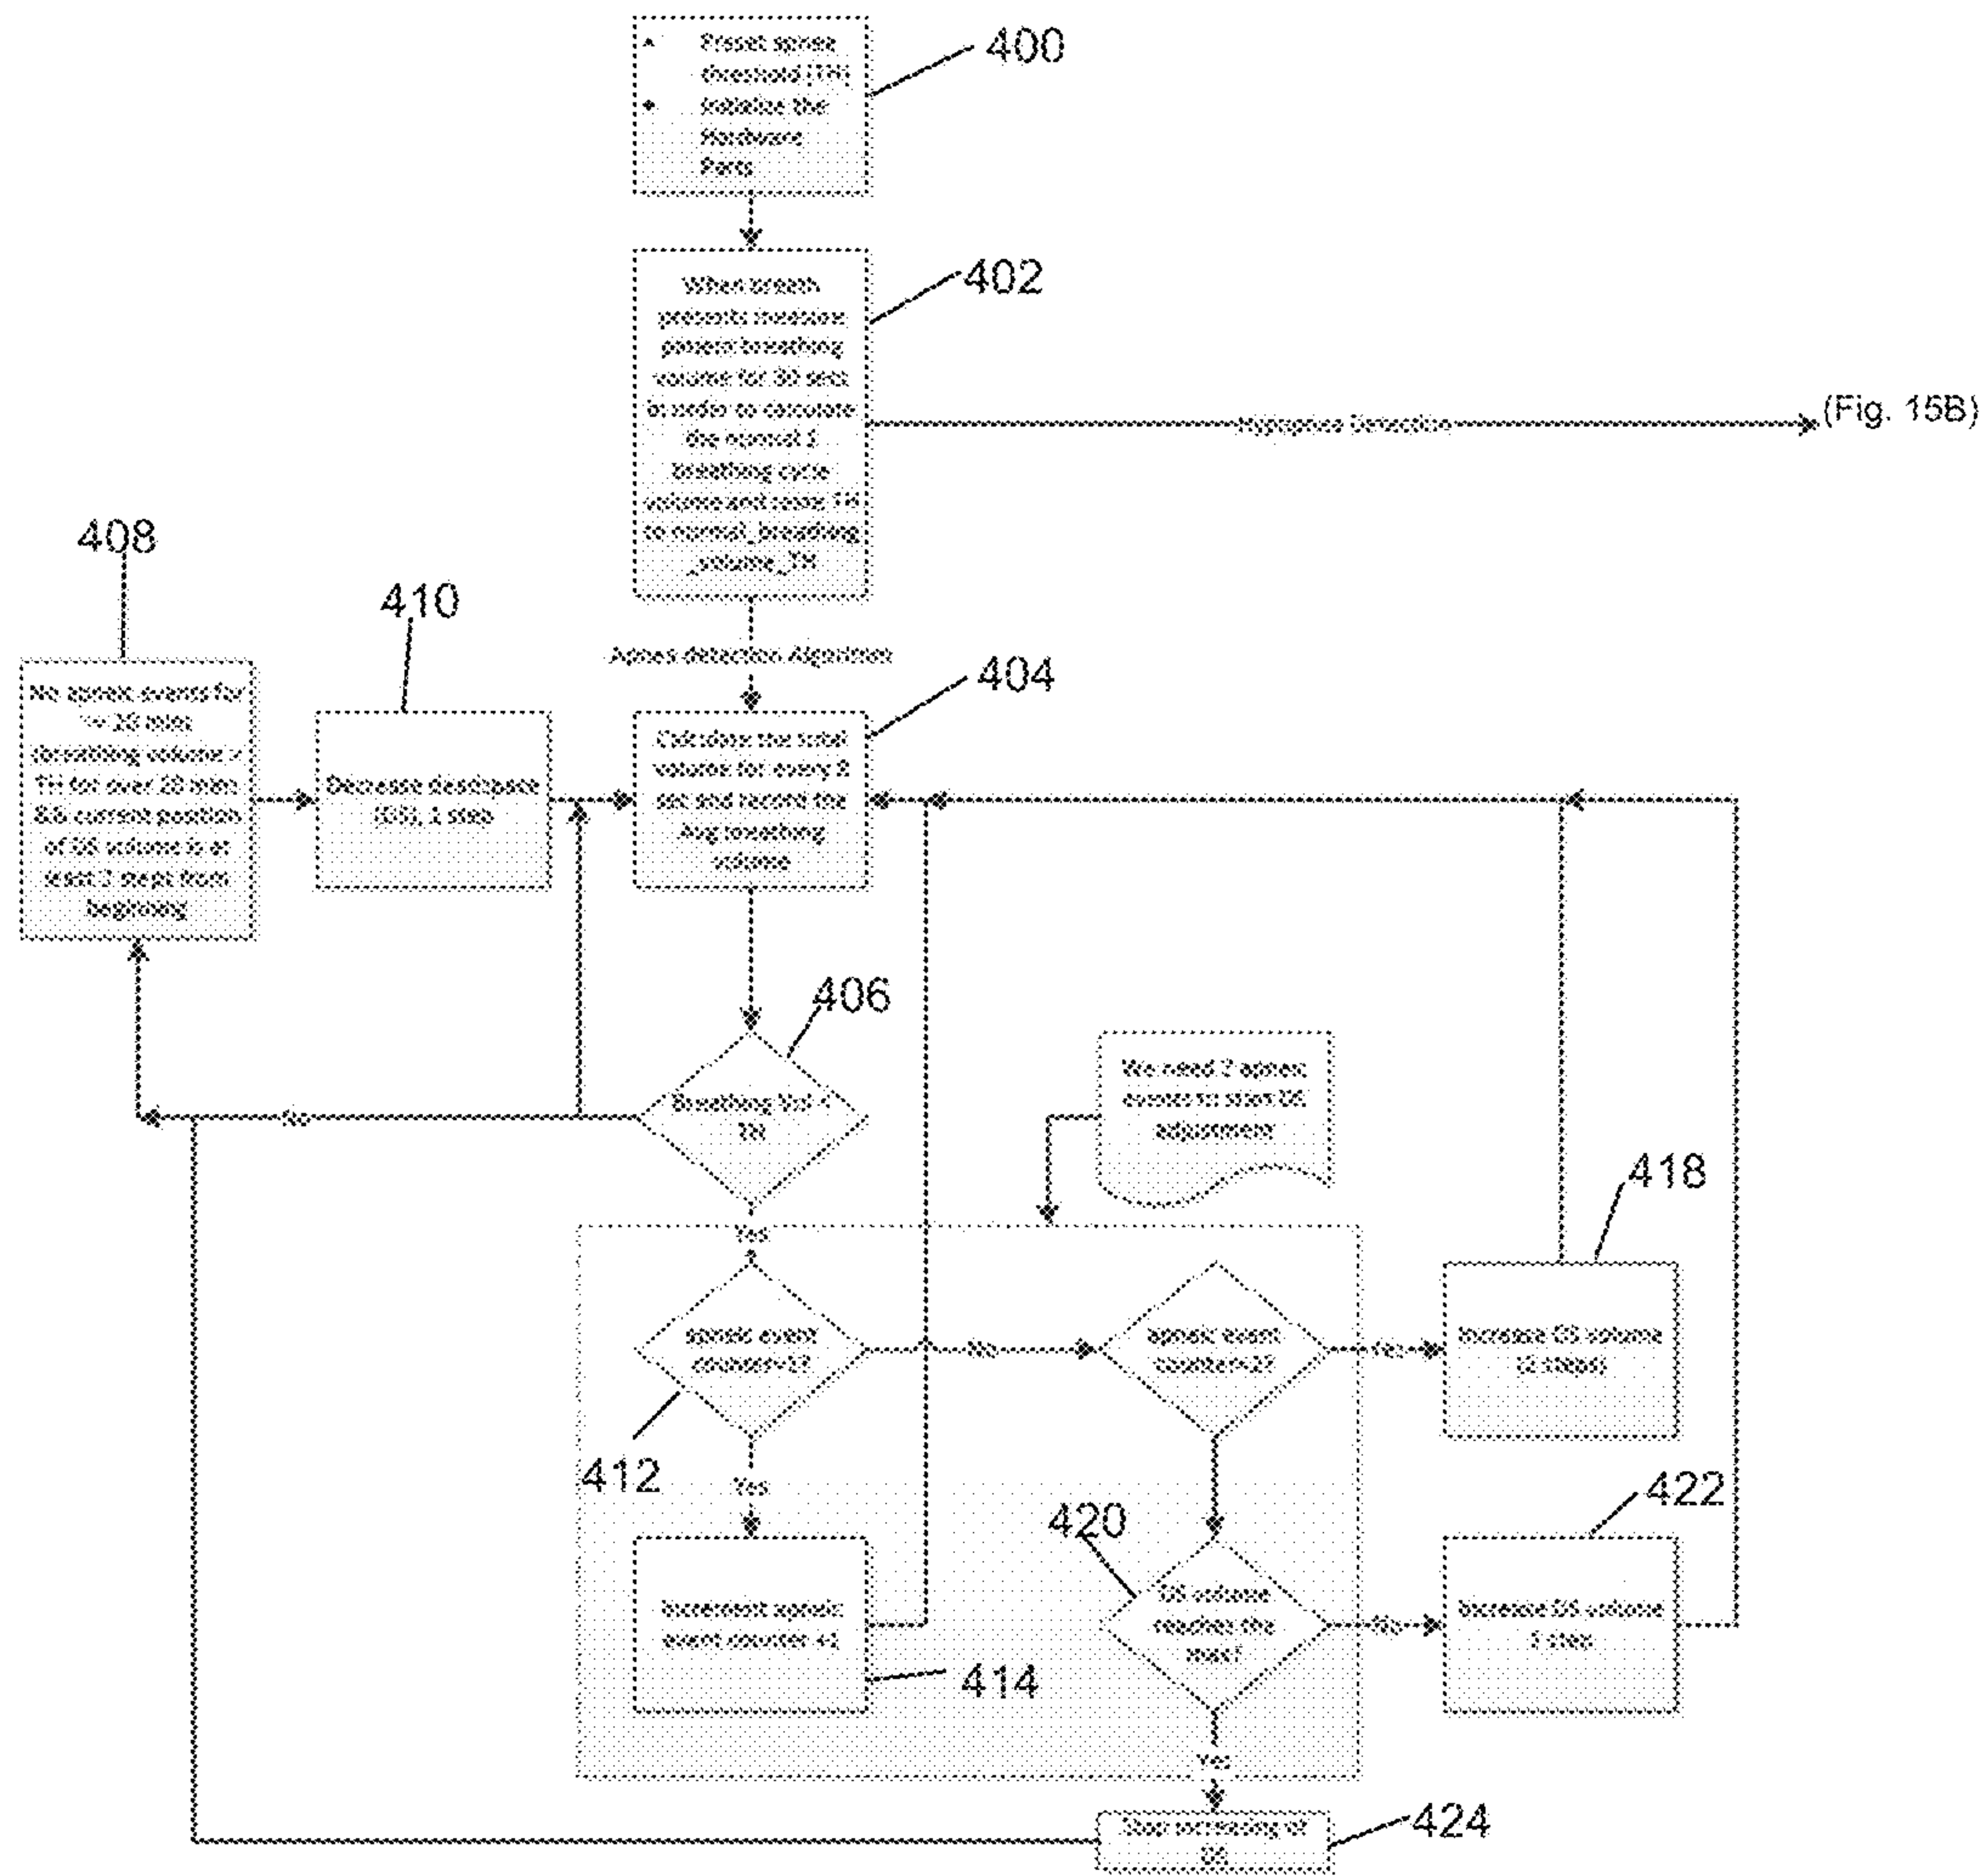 Preset apnea
threshold (TH)
Initialize the
Hardware
Parts
400
When breath
presents measure
breathing
volume for 30 secs
in order to calculate
the normal 1
breathing cycle
volume and TH
to normal_breathing
_volume_TH
402
Hypopnea Detection
(Fig. 15B)
408
410
Apnea detection Algorithm
404
No apneic events for
20 mins
(breathing volume >
TH for over 20 mins
&& current position
of DS volume is at
least 2 steps from
beginning
Decrease deadspace
(DS), 1 step
Calculate the total
volume for every 8
sec and record the
Avg breathing
volume
406
Breathing Vol <
TH
No
Yes
We need 2 apneic
events to start DS
adjustment
418
apneic event
counter<1?
No
apneic event
counter=2?
Yes
Increase DS volume
(2 steps)
412
Yes
422
420
Increment apneic
event counter +1
414
DS volume
reaches the
max?
No
Increase DS volume
1 step
Yes
Stop increasing of
DS
424